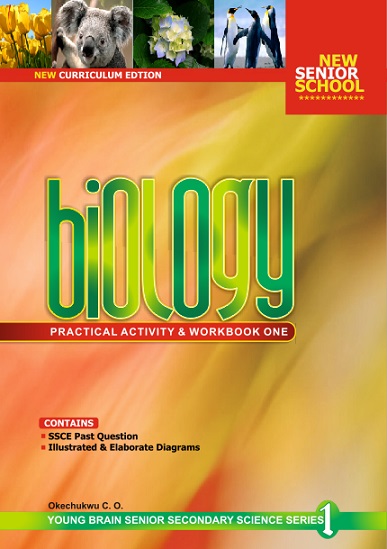 NEW CURRICULUM EDTION
NEW
SENIOR
SCHOOL
************
biology
PRACTICAL ACTIVITY & WORKBOOK ONE
CONTAINS
SSCE Past Question
Illustrated & Elaborate Diagrams
Okechukwu C. O.
YOUNG BRAIN SENIOR SECONDARY SCIENCE SERIES 1